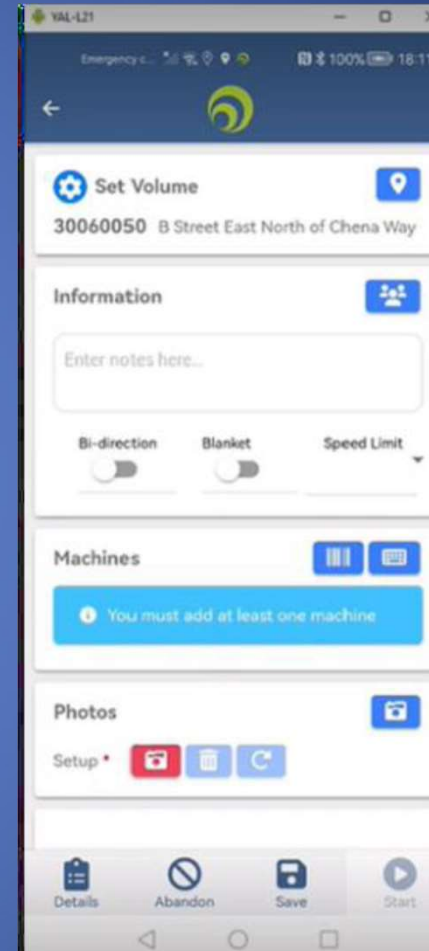 YAL-L21
Emergency c... 100% 18:11
Set Volume
30060050 B Street East North of Chena Way
Information
Enter notes here...
Bi-direction Blanket Speed Limit
Machines
You must add at least one machine
Photos
Setup *
Details Abandon Save Start